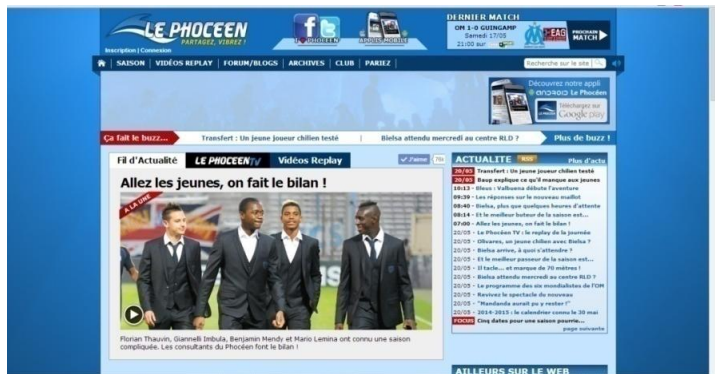 LE PHOCEEN
PARTAGEZ, VIBREZ !
Inscription | Connexion
DERNIER MATCH
OM 1-0 GUINGAMP
Samedi 17/05
21:00 sur
EAG
PROCHAIN
MATCH
SAISON | VIDÉOS REPLAY | FORUM/BLOGS | ARCHIVES | CLUB | PARIEZ
Recherche sur le site
Découvrez notre appli
ANDROID Le Phocéen
Téléchargez sur
Google play
Ça fait le buzz...
Transfert : Un jeune joueur chilien testé | Bielsa attendu mercredi au centre RLD ?
Plus de buzz !
Fil d'Actualité
LE PHOCEEN TV
Vidéos Replay
J'aime
Allez les jeunes, on fait le bilan !
A LA UNE
Florian Thauvin, Giannelli Imbula, Benjamin Mendy et Mario Lemina ont connu une saison
compliquée. Les consultants du Phocéen font le bilan !
ACTUALITE
RSS
Plus d'actu
20/05 Transfert : Un jeune joueur chilien testé
20/05 Baup explique ce qu'il manque aux jeunes
10:13 - Bleus : Valbuena débute l'aventure
09:39 - Les réponses sur le nouveau maillot
08:40 - Bielsa, plus que quelques heures d'attente
08:14 - Et le meilleur buteur de la saison est...
07:00 - Allez les jeunes, on fait le bilan !
20/05 - Le Phocéen TV : le replay de la journée
20/05 - Olivares, un jeune chilien avec Bielsa ?
20/05 - Bielsa arrive, à quoi s'attendre ?
20/05 - Et le meilleur passeur de la saison est...
20/05 - Il tacle... et marque de 70 mètres !
20/05 - Bielsa attendu mercredi au centre RLD ?
20/05 - Le programme des six mondialistes de l'OM
20/05 - Revivez le spectacle du nouveau
20/05 - "Mandanda aurait pu y rester !"
20/05 - 2014-2015 : le calendrier connu le 30 mai
FOCUS Cinq dates pour une saison pourrie...
page suivante
AILLEURS SUR LE WEB